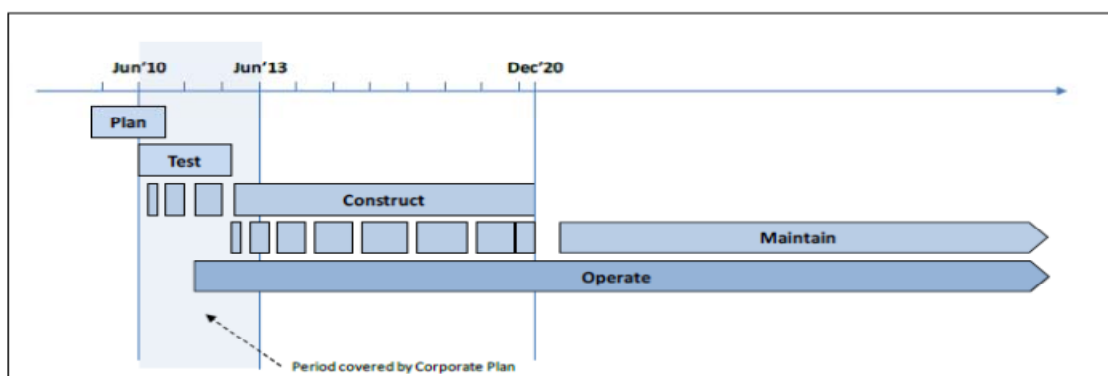 Jun'10 Jun'13 Dec'20
Plan
Test
Construct
Maintain
Operate
Period covered by Corporate Plan